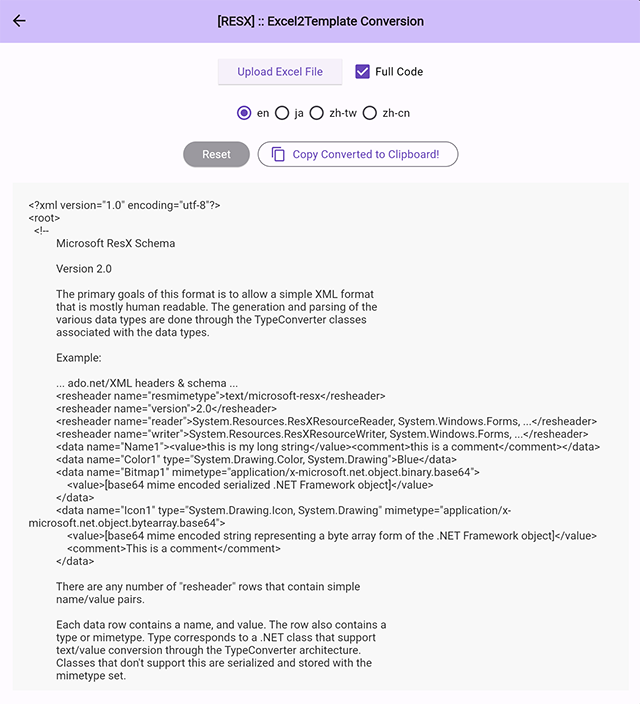 [RESX] :: Excel2Template Conversion
Upload Excel File
Full Code
en
ja
zh-tw
zh-cn
Reset
Copy Converted to Clipboard!
<?xml version="1.0" encoding="utf-8"?>
<root>
<!--
Microsoft ResX Schema
Version 2.0
The primary goals of this format is to allow a simple XML format
that is mostly human readable. The generation and parsing of the
various data types are done through the TypeConverter classes
associated with the data types.
Example:
... ado.net/XML headers & schema ...
<resheader name="resmimetype">text/microsoft-resx</resheader>
<resheader name="version">2.0</resheader>
<resheader name="reader">System.Resources.ResXResourceReader, System.Windows.Forms, ...</resheader>
<resheader name="writer">System.Resources.ResXResourceWriter, System.Windows.Forms, ...</resheader>
<data name="Name1"><value>this is my long string</value><comment>this is a comment</comment></data>
<data name="Color1" type="System.Drawing.Color, System.Drawing">Blue</data>
<data name="Bitmap1" mimetype="application/x-microsoft.net.object.binary.base64">
<value>[base64 mime encoded serialized .NET Framework object]</value>
</data>
<data name="Icon1" type="System.Drawing.Icon, System.Drawing" mimetype="application/x-
microsoft.net.object.bytearray.base64">
<value>[base64 mime encoded string representing a byte array form of the .NET Framework object]</value>
<comment>This is a comment</comment>
</data>
There are any number of "resheader" rows that contain simple
name/value pairs.
Each data row contains a name, and value. The row also contains a
type or mimetype. Type corresponds to a .NET class that support
text/value conversion through the TypeConverter architecture.
Classes that don't support this are serialized and stored with the
mimetype set.